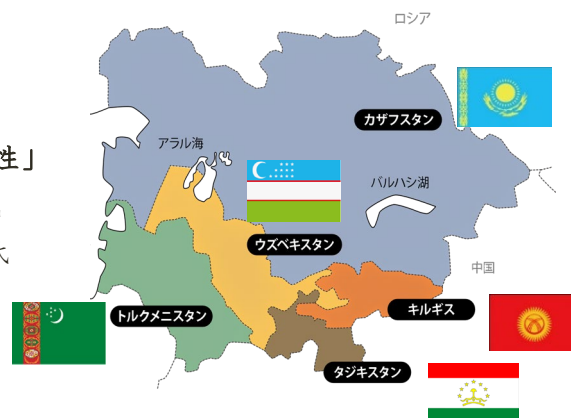 ロシア
カザフスタン
アラル海
性」
バルハシ湖
ウズベキスタン
氏
中国
トルクメニスタン
キルギス
タジキスタン